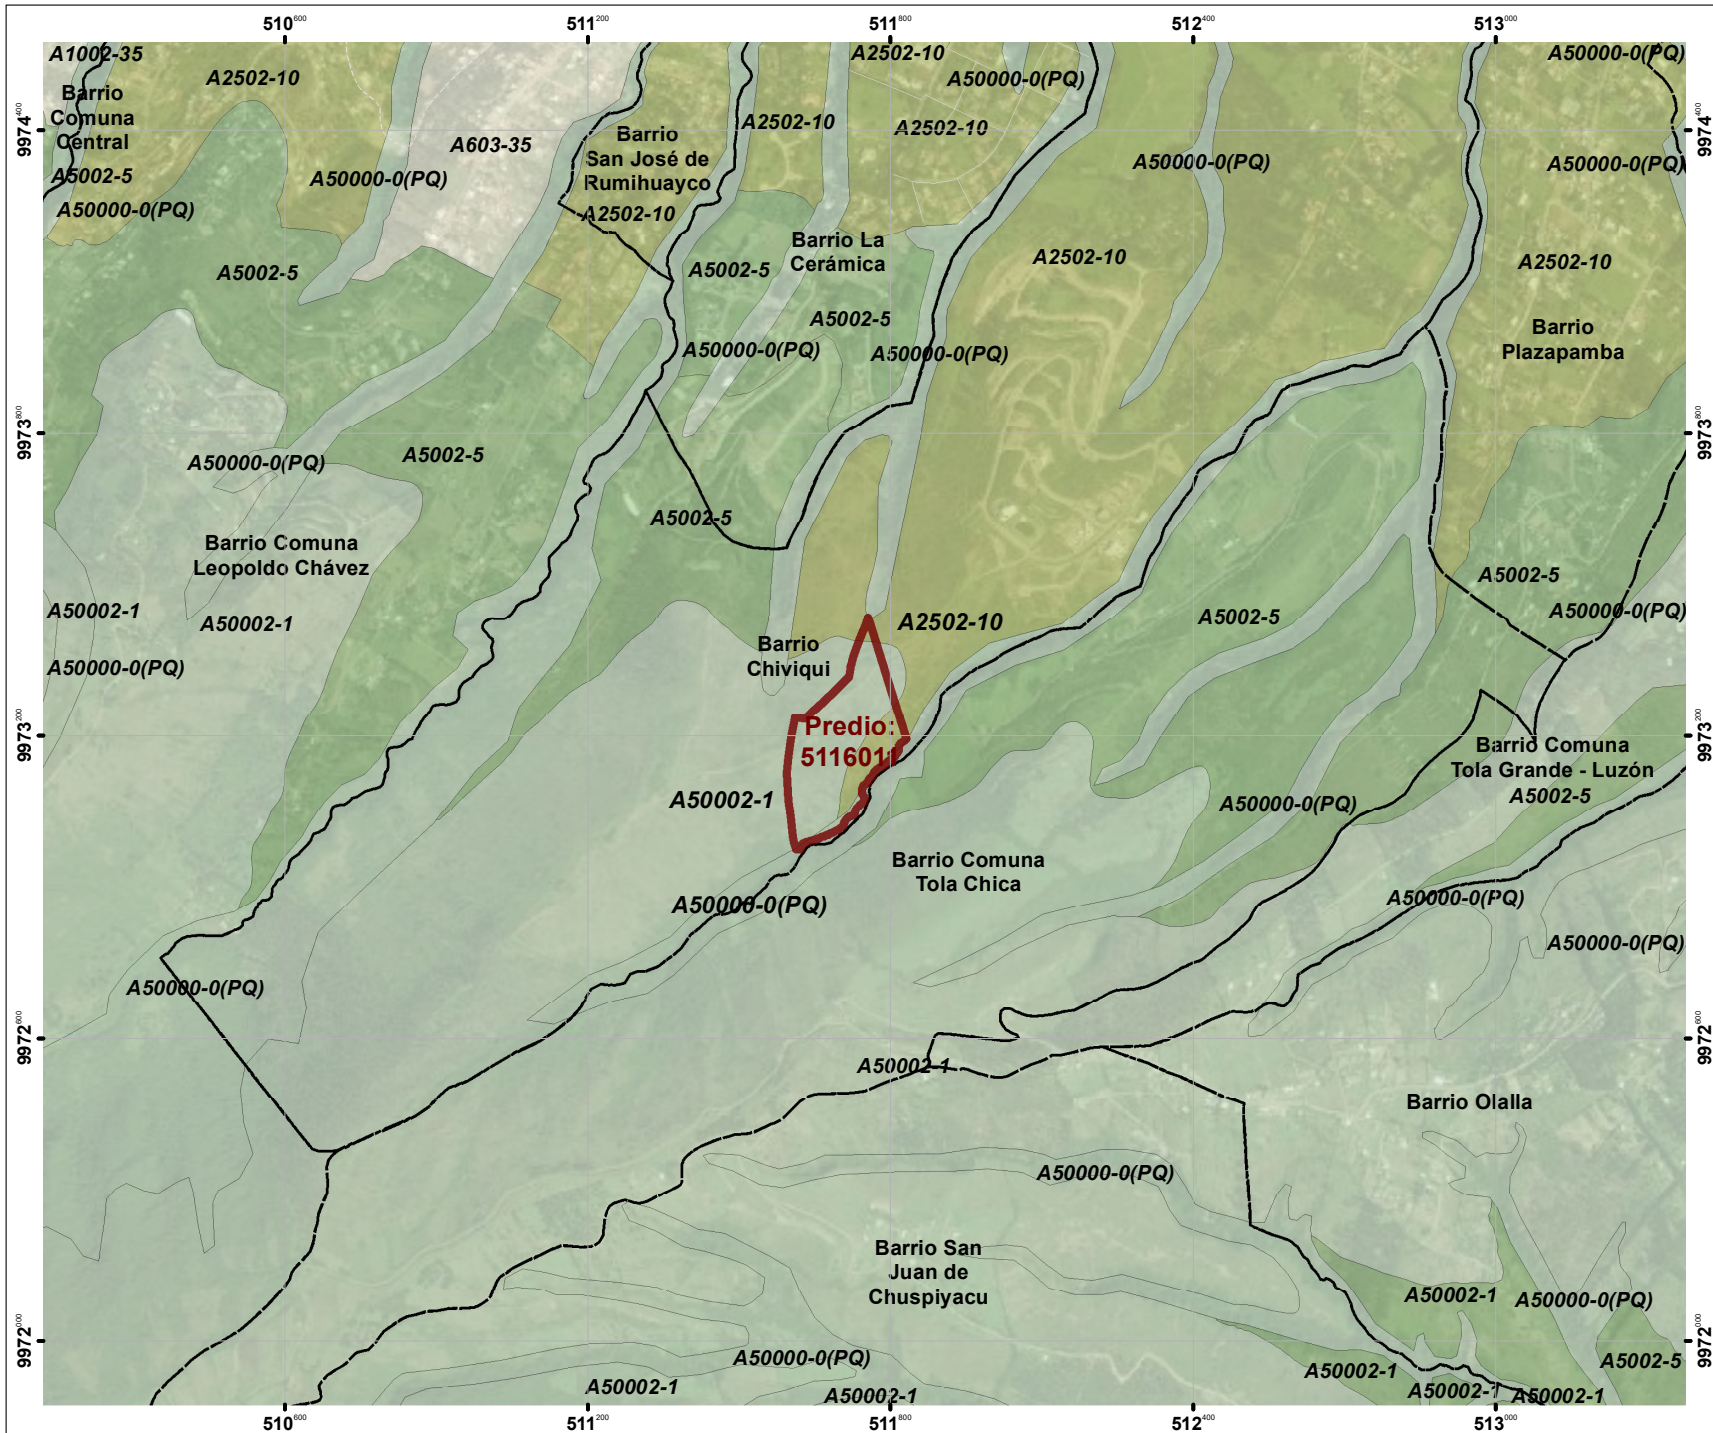 510600 511200 511800 512400 513000
A1002-35
A2502-10
A2502-10
A50000-0(PQ)
A50000-0(PQ)
Barrio
Comuna
Central
A603-35
Barrio
San José de
Rumihuayco
A2502-10
A2502-10
A2502-10
9974400
9974400
A5002-5
A50000-0(PQ)
A50000-0(PQ)
A50000-0(PQ)
A50000-0(PQ)
Barrio La
Cerámica
A5002-5
A5002-5
A2502-10
A2502-10
A5002-5
Barrio
Plazapamba
A50000-0(PQ)
A50000-0(PQ)
9973800
9973800
A50000-0(PQ)
A5002-5
A5002-5
Barrio Comuna
Leopoldo Chávez
A5002-5
A50002-1
A50002-1
A50000-0(PQ)
A2502-10
A5002-5
A50000-0(PQ)
Barrio
Chiviqui
9973200
9973200
Predio:
5116011
Barrio Comuna
Tola Grande - Luzón
A5002-5
A50002-1
A50000-0(PQ)
Barrio Comuna
Tola Chica
A50000-0(PQ)
A50000-0(PQ)
A50000-0(PQ)
A50000-0(PQ)
9972600
9972600
A50002-1
Barrio Olalla
A50000-0(PQ)
Barrio San
Juan de
Chuspiyacu
A50002-1
A50000-0(PQ)
9972000
9972000
A50000-0(PQ)
A50002-1
A5002-5
A50002-1
A50002-1
A50002-1
A50002-1
510600 511200 511800 512400 513000